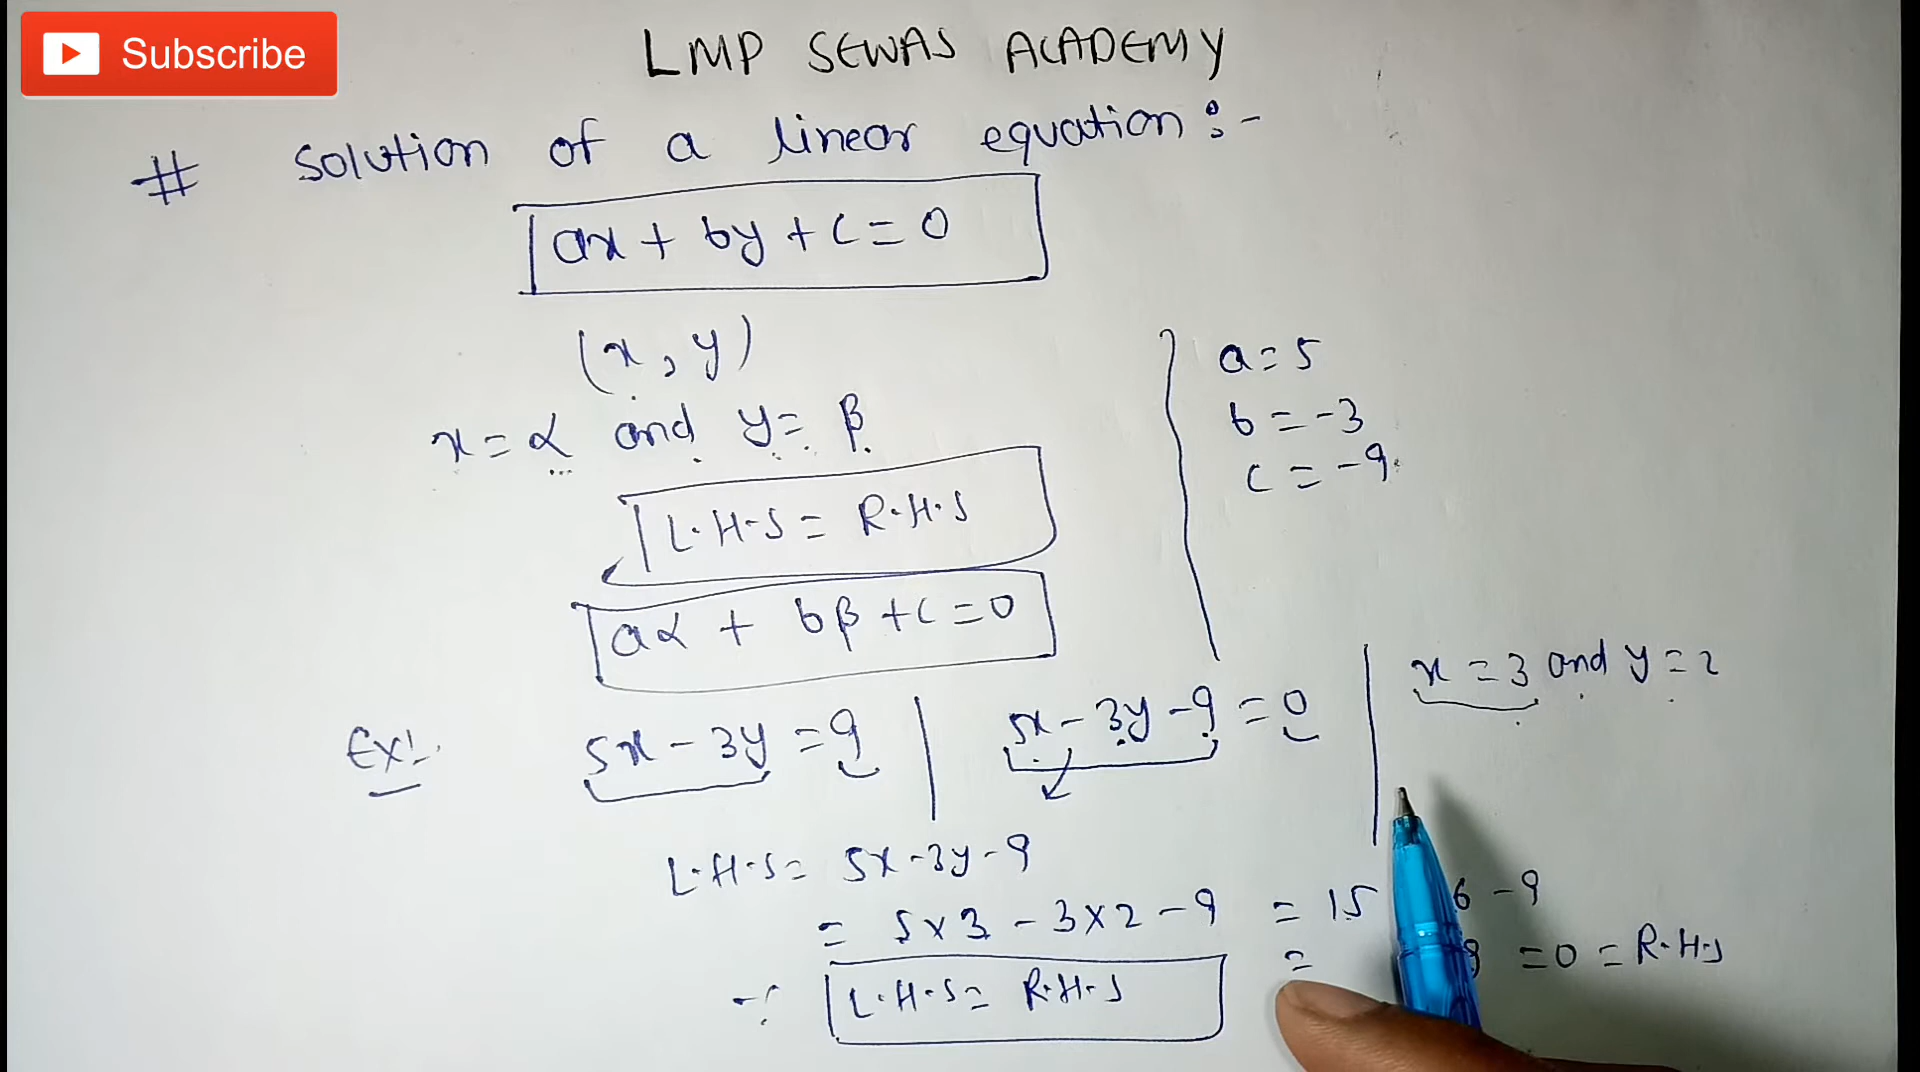 Subscribe
LMP SEWAS ACADEMY
# Solution of a linear equation :-
ax + by + c = 0
(x, y)
x = α and y = β
L.H.S = R.H.S
aα + bβ + c = 0
a = 5
b = -3
c = -9
Ex!
5x - 3y = 9
5x - 3y - 9 = 0
x = 3 and y = 2
L.H.S = 5x - 3y - 9
= 5 x 3 - 3 x 2 - 9 = 15 6 - 9
= = 0 = R.H.S
L.H.S = R.H.S